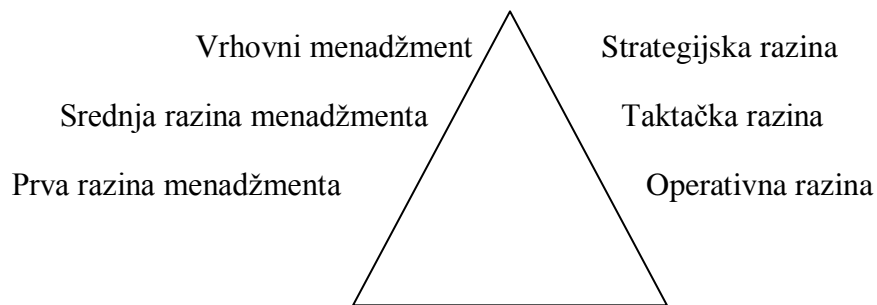 Vrhovni menadžment Strategijska razina
Srednja razina menadžmenta Taktačka razina
Prva razina menadžmenta Operativna razina